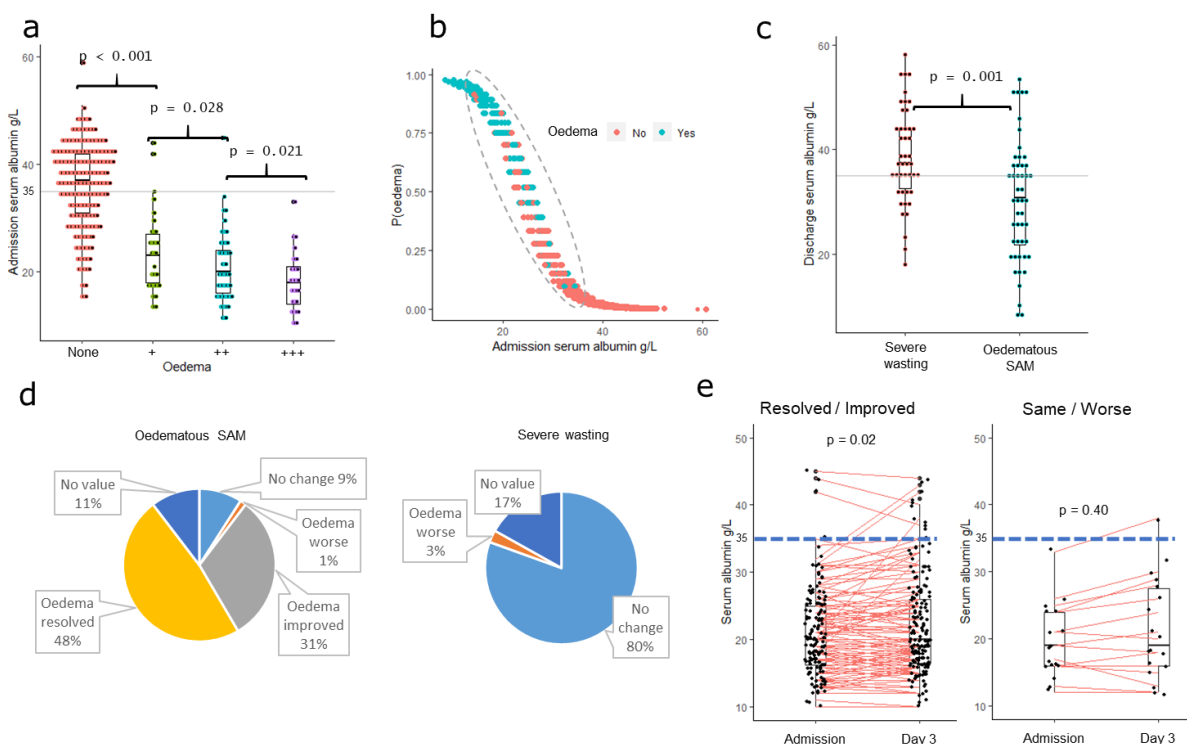 a
Admission serum albumin g/L
60
40
35
20
p < 0.001
p = 0.028
p = 0.021
None
+
++
+++
Oedema
b
P(oedema)
1.00
0.75
0.50
0.25
0.00
Oedema No Yes
20
40
60
Admission serum albumin g/L
c
Discharge serum albumin g/L
60
40
20
p = 0.001
Severe
wasting
Oedematous
SAM
d
Oedematous SAM
No value
11%
No change 9%
Oedema
worse
1%
Oedema
resolved
48%
Oedema
improved
31%
Severe wasting
No value
17%
Oedema
worse
3%
No
change
80%
e
Resolved / Improved
p = 0.02
Serum albumin g/L
50
40
35
30
20
10
Admission
Day 3
Same / Worse
p = 0.40
Serum albumin g/L
50
40
35
30
20
10
Admission
Day 3